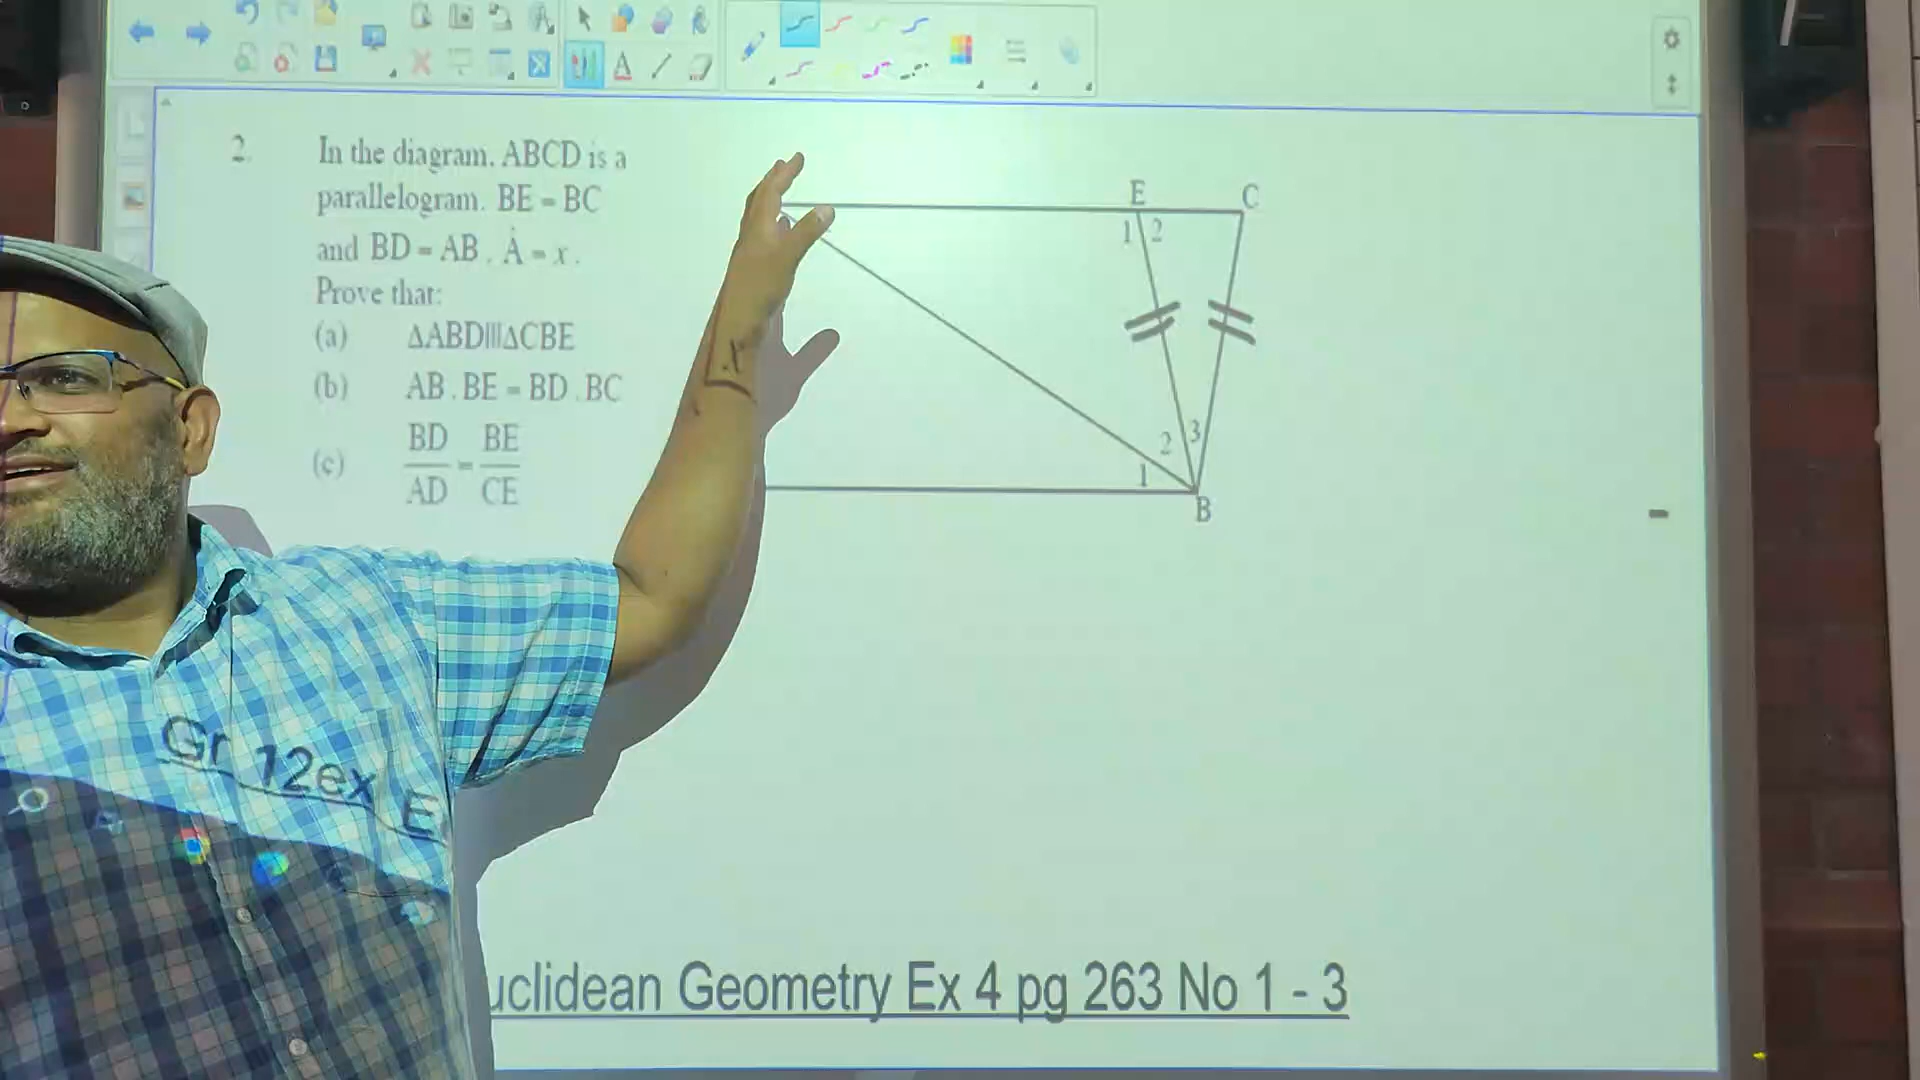 2. In the diagram, ABCD is a
parallelogram. BE = BC
and BD = AB. Â = x.
Prove that:
(a) ΔABD|||ΔCBE
(b) AB . BE = BD . BC
(c) BD/AD = BE/CE
E C
1 2
x
2 3
1
B
Gr 12ex E
uclidean Geometry Ex 4 pg 263 No 1 - 3